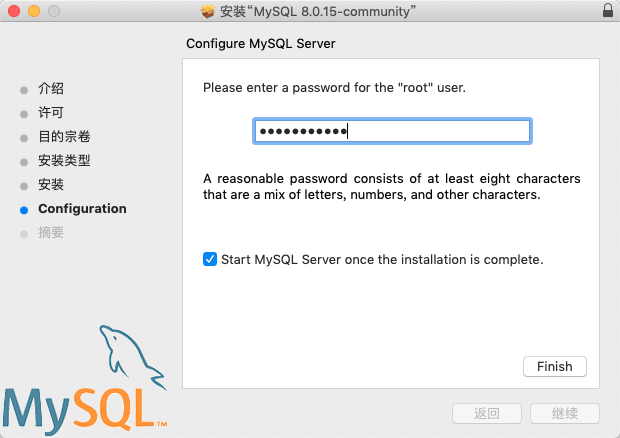 安装“MySQL 8.0.15-community”
Configure MySQL Server
介绍
许可
目的宗卷
安装类型
安装
Configuration
摘要
Please enter a password for the "root" user.
●●●●●●●●●●●
A reasonable password consists of at least eight characters
that are a mix of letters, numbers, and other characters.
Start MySQL Server once the installation is complete.
Finish
MySQL™
返回
继续